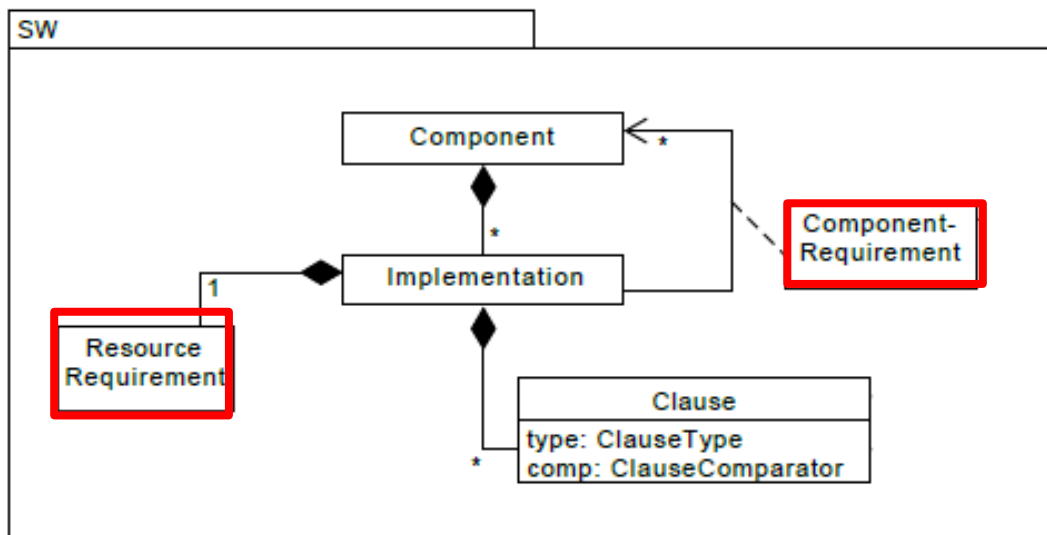 SW
Component
*
Component-
Requirement
*
Implementation
1
Resource
Requirement
Clause
type: ClauseType
comp: ClauseComparator
*